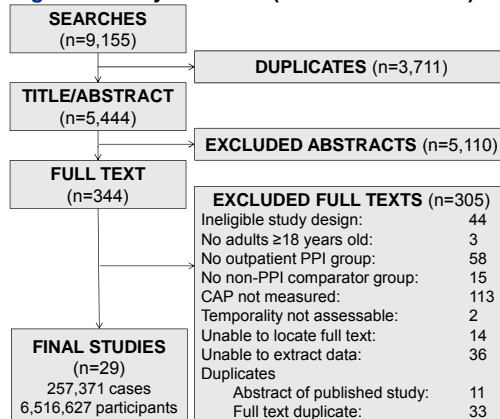 SEARCHES
(n=9,155)
DUPLICATES (n=3,711)
TITLE/ABSTRACT
(n=5,444)
EXCLUDED ABSTRACTS (n=5,110)
FULL TEXT
(n=344)
EXCLUDED FULL TEXTS (n=305)
Ineligible study design: 44
No adults ≥18 years old: 3
No outpatient PPI group: 58
No non-PPI comparator group: 15
CAP not measured: 113
Temporality not assessable: 2
Unable to locate full text: 14
Unable to extract data: 36
Duplicates
Abstract of published study: 11
Full text duplicate: 33
FINAL STUDIES
(n=29)
257,371 cases
6,516,627 participants